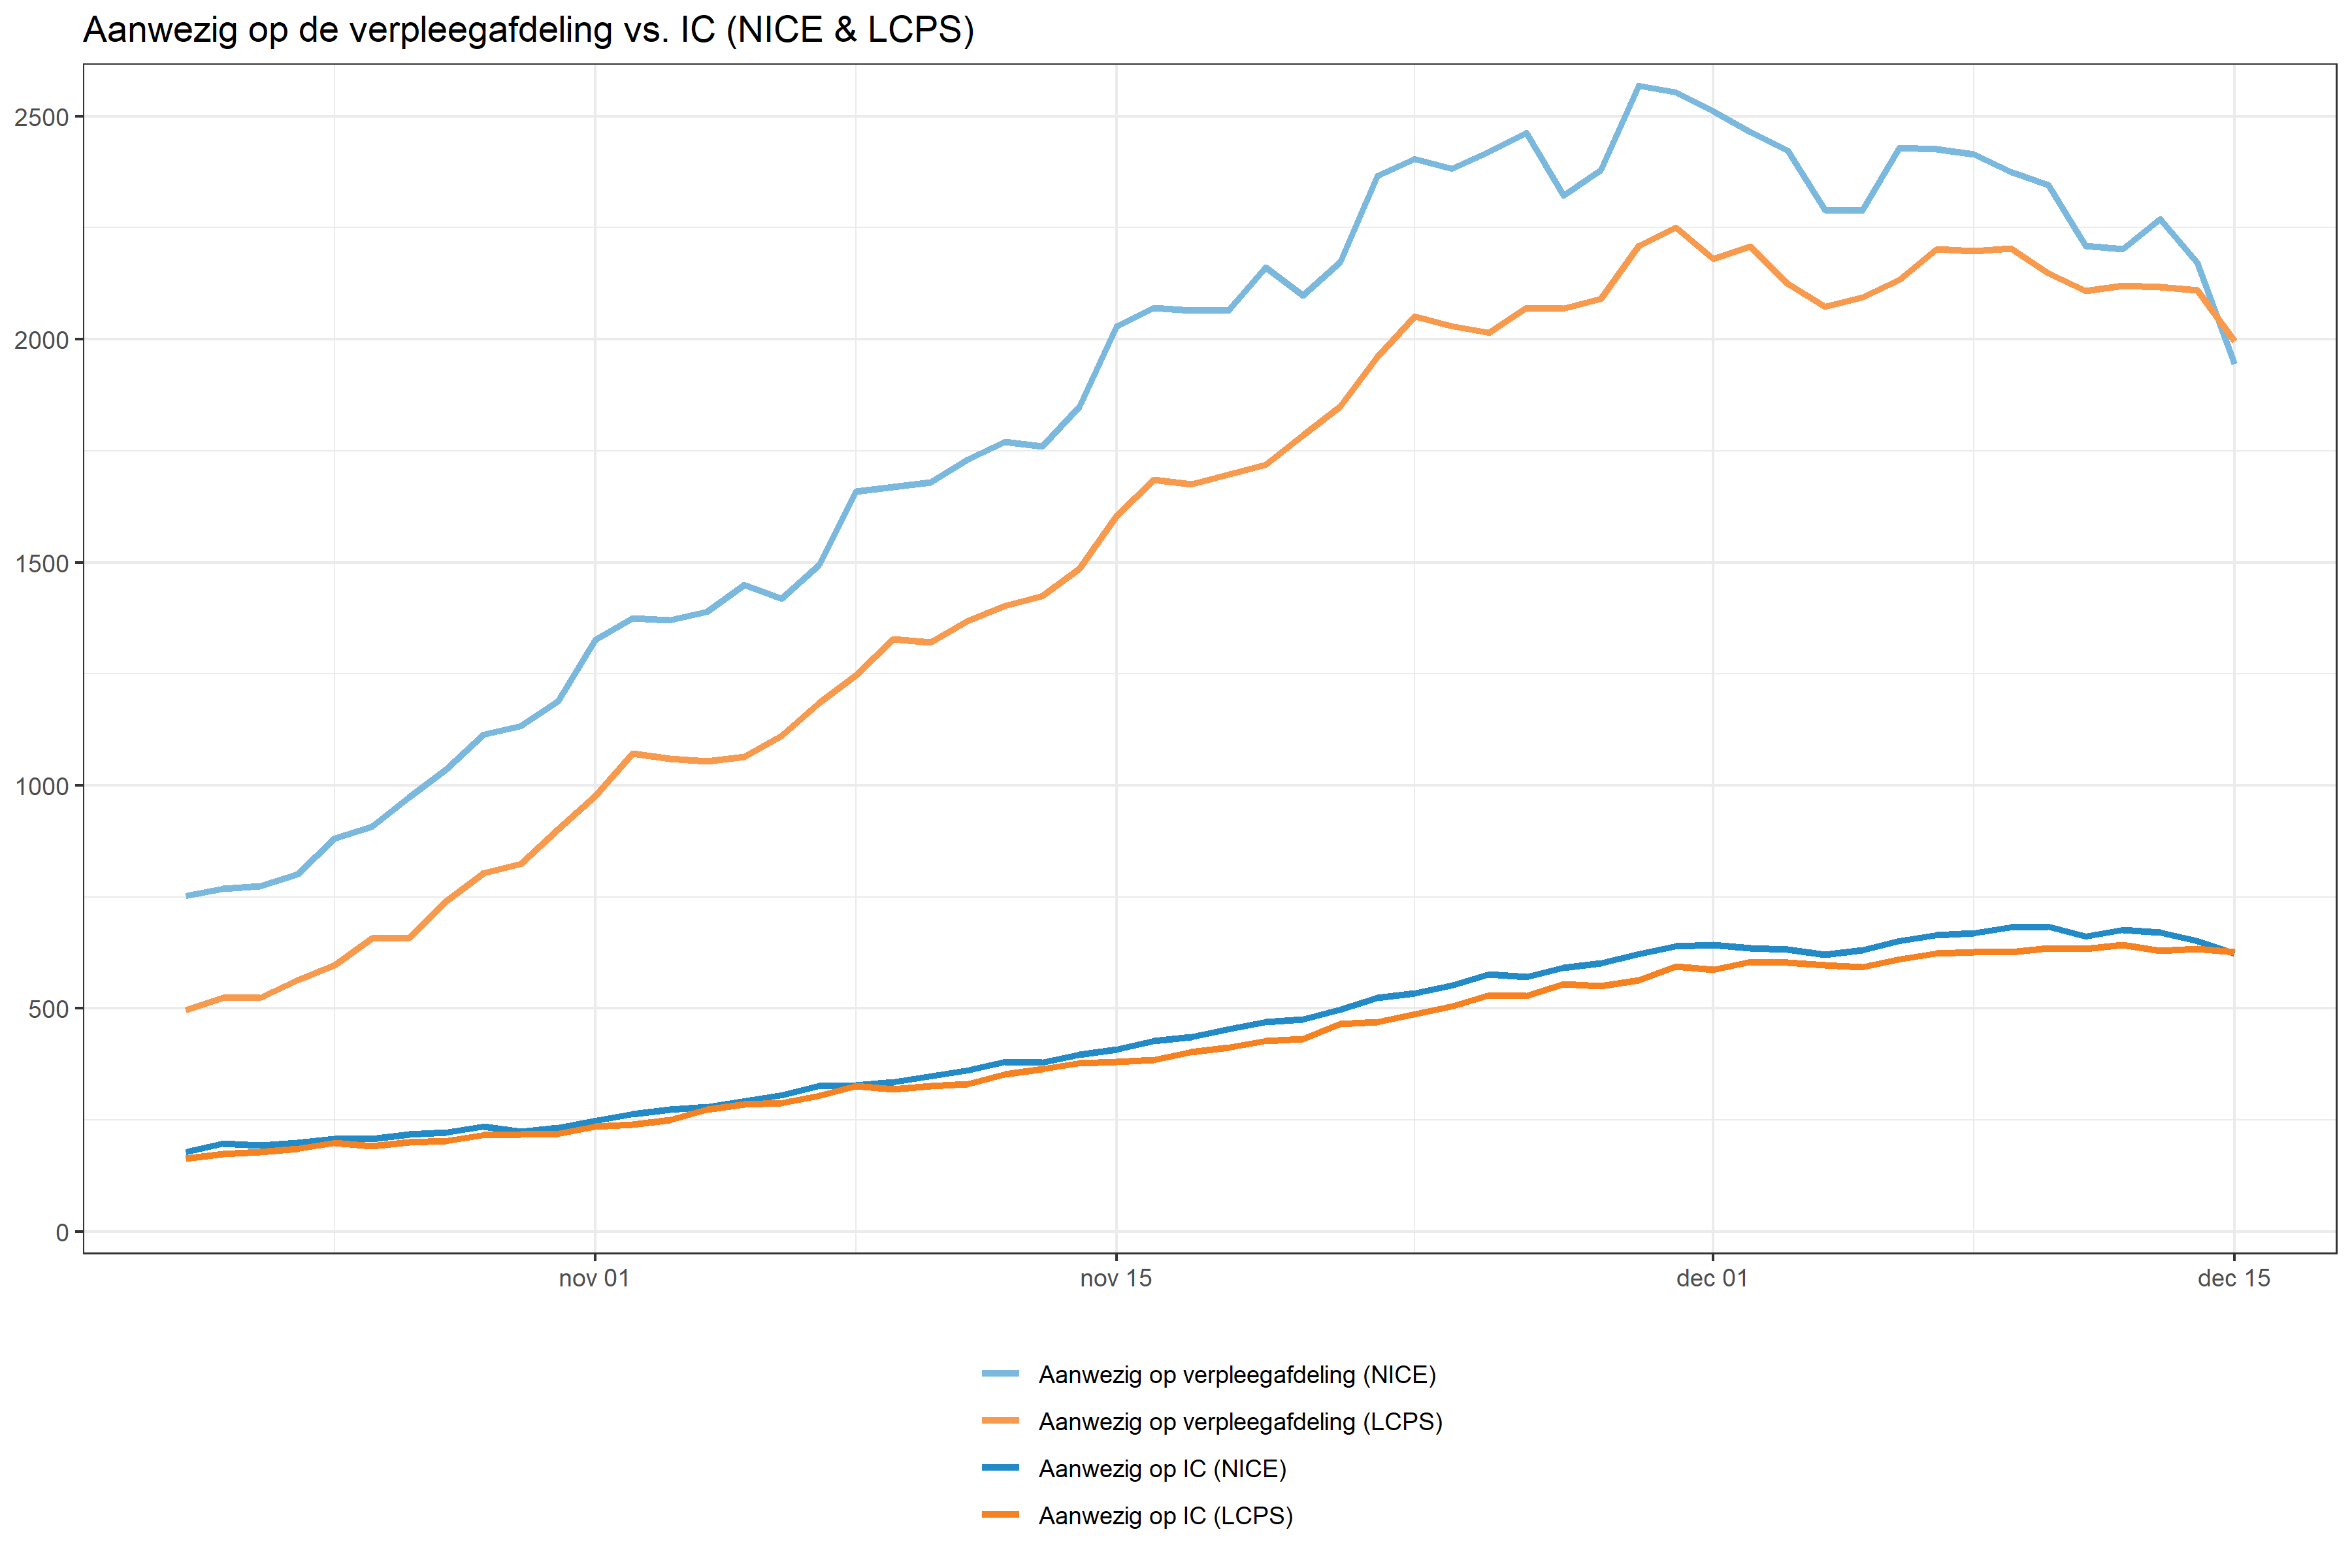 Aanwezig op de verpleegafdeling vs. IC (NICE & LCPS)
2500
2000
1500
1000
500
0
nov 01 nov 15 dec 01 dec 15
Aanwezig op verpleegafdeling (NICE)
Aanwezig op verpleegafdeling (LCPS)
Aanwezig op IC (NICE)
Aanwezig op IC (LCPS)